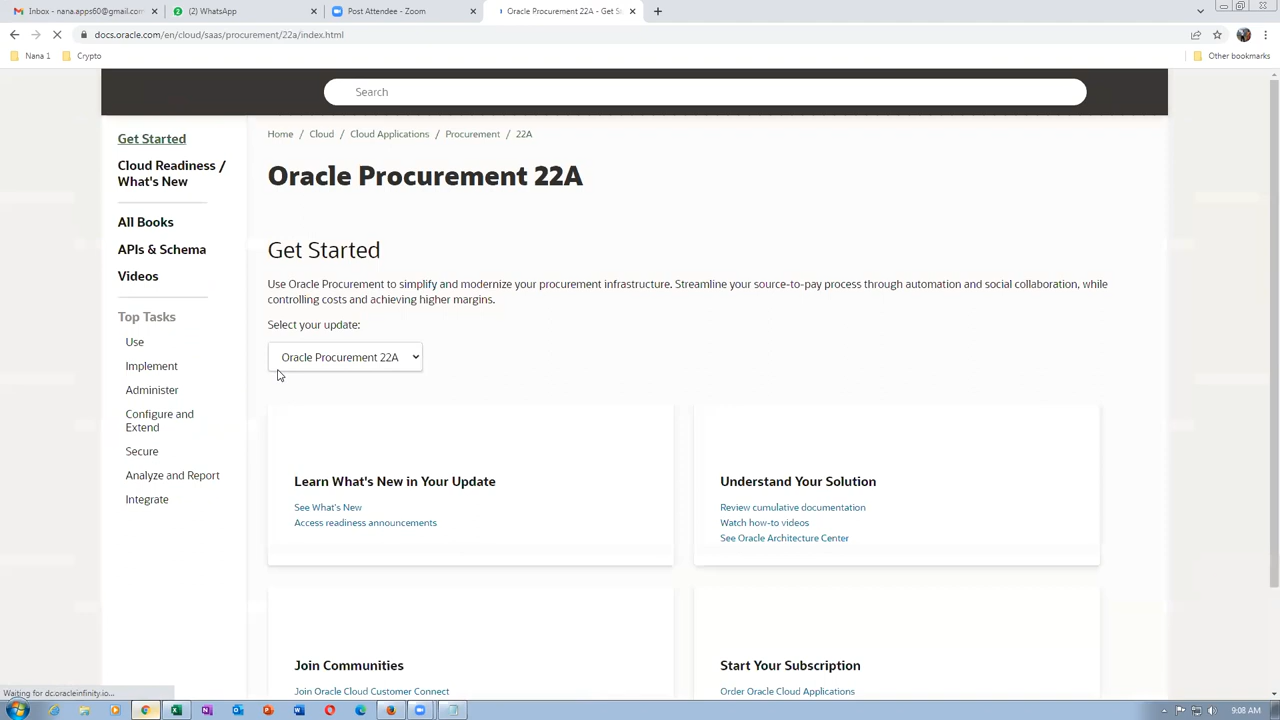 Inbox - nana.apps60@gmail.com
(2) WhatsApp
Post Attendee - Zoom
Oracle Procurement 22A - Get S
docs.oracle.com/en/cloud/saas/procurement/22a/index.html
Nana 1
Crypto
Other bookmarks
Search
Get Started
Cloud Readiness /
What's New
All Books
APIs & Schema
Videos
Top Tasks
Use
Implement
Administer
Configure and
Extend
Secure
Analyze and Report
Integrate
Home / Cloud / Cloud Applications / Procurement / 22A
Oracle Procurement 22A
Get Started
Use Oracle Procurement to simplify and modernize your procurement infrastructure. Streamline your source-to-pay process through automation and social collaboration, while
controlling costs and achieving higher margins.
Select your update:
Oracle Procurement 22A
Learn What's New in Your Update
See What's New
Access readiness announcements
Understand Your Solution
Review cumulative documentation
Watch how-to videos
See Oracle Architecture Center
Join Communities
Join Oracle Cloud Customer Connect
Start Your Subscription
Order Oracle Cloud Applications
Waiting for dc.oracleinfinity.io...
9:08 AM